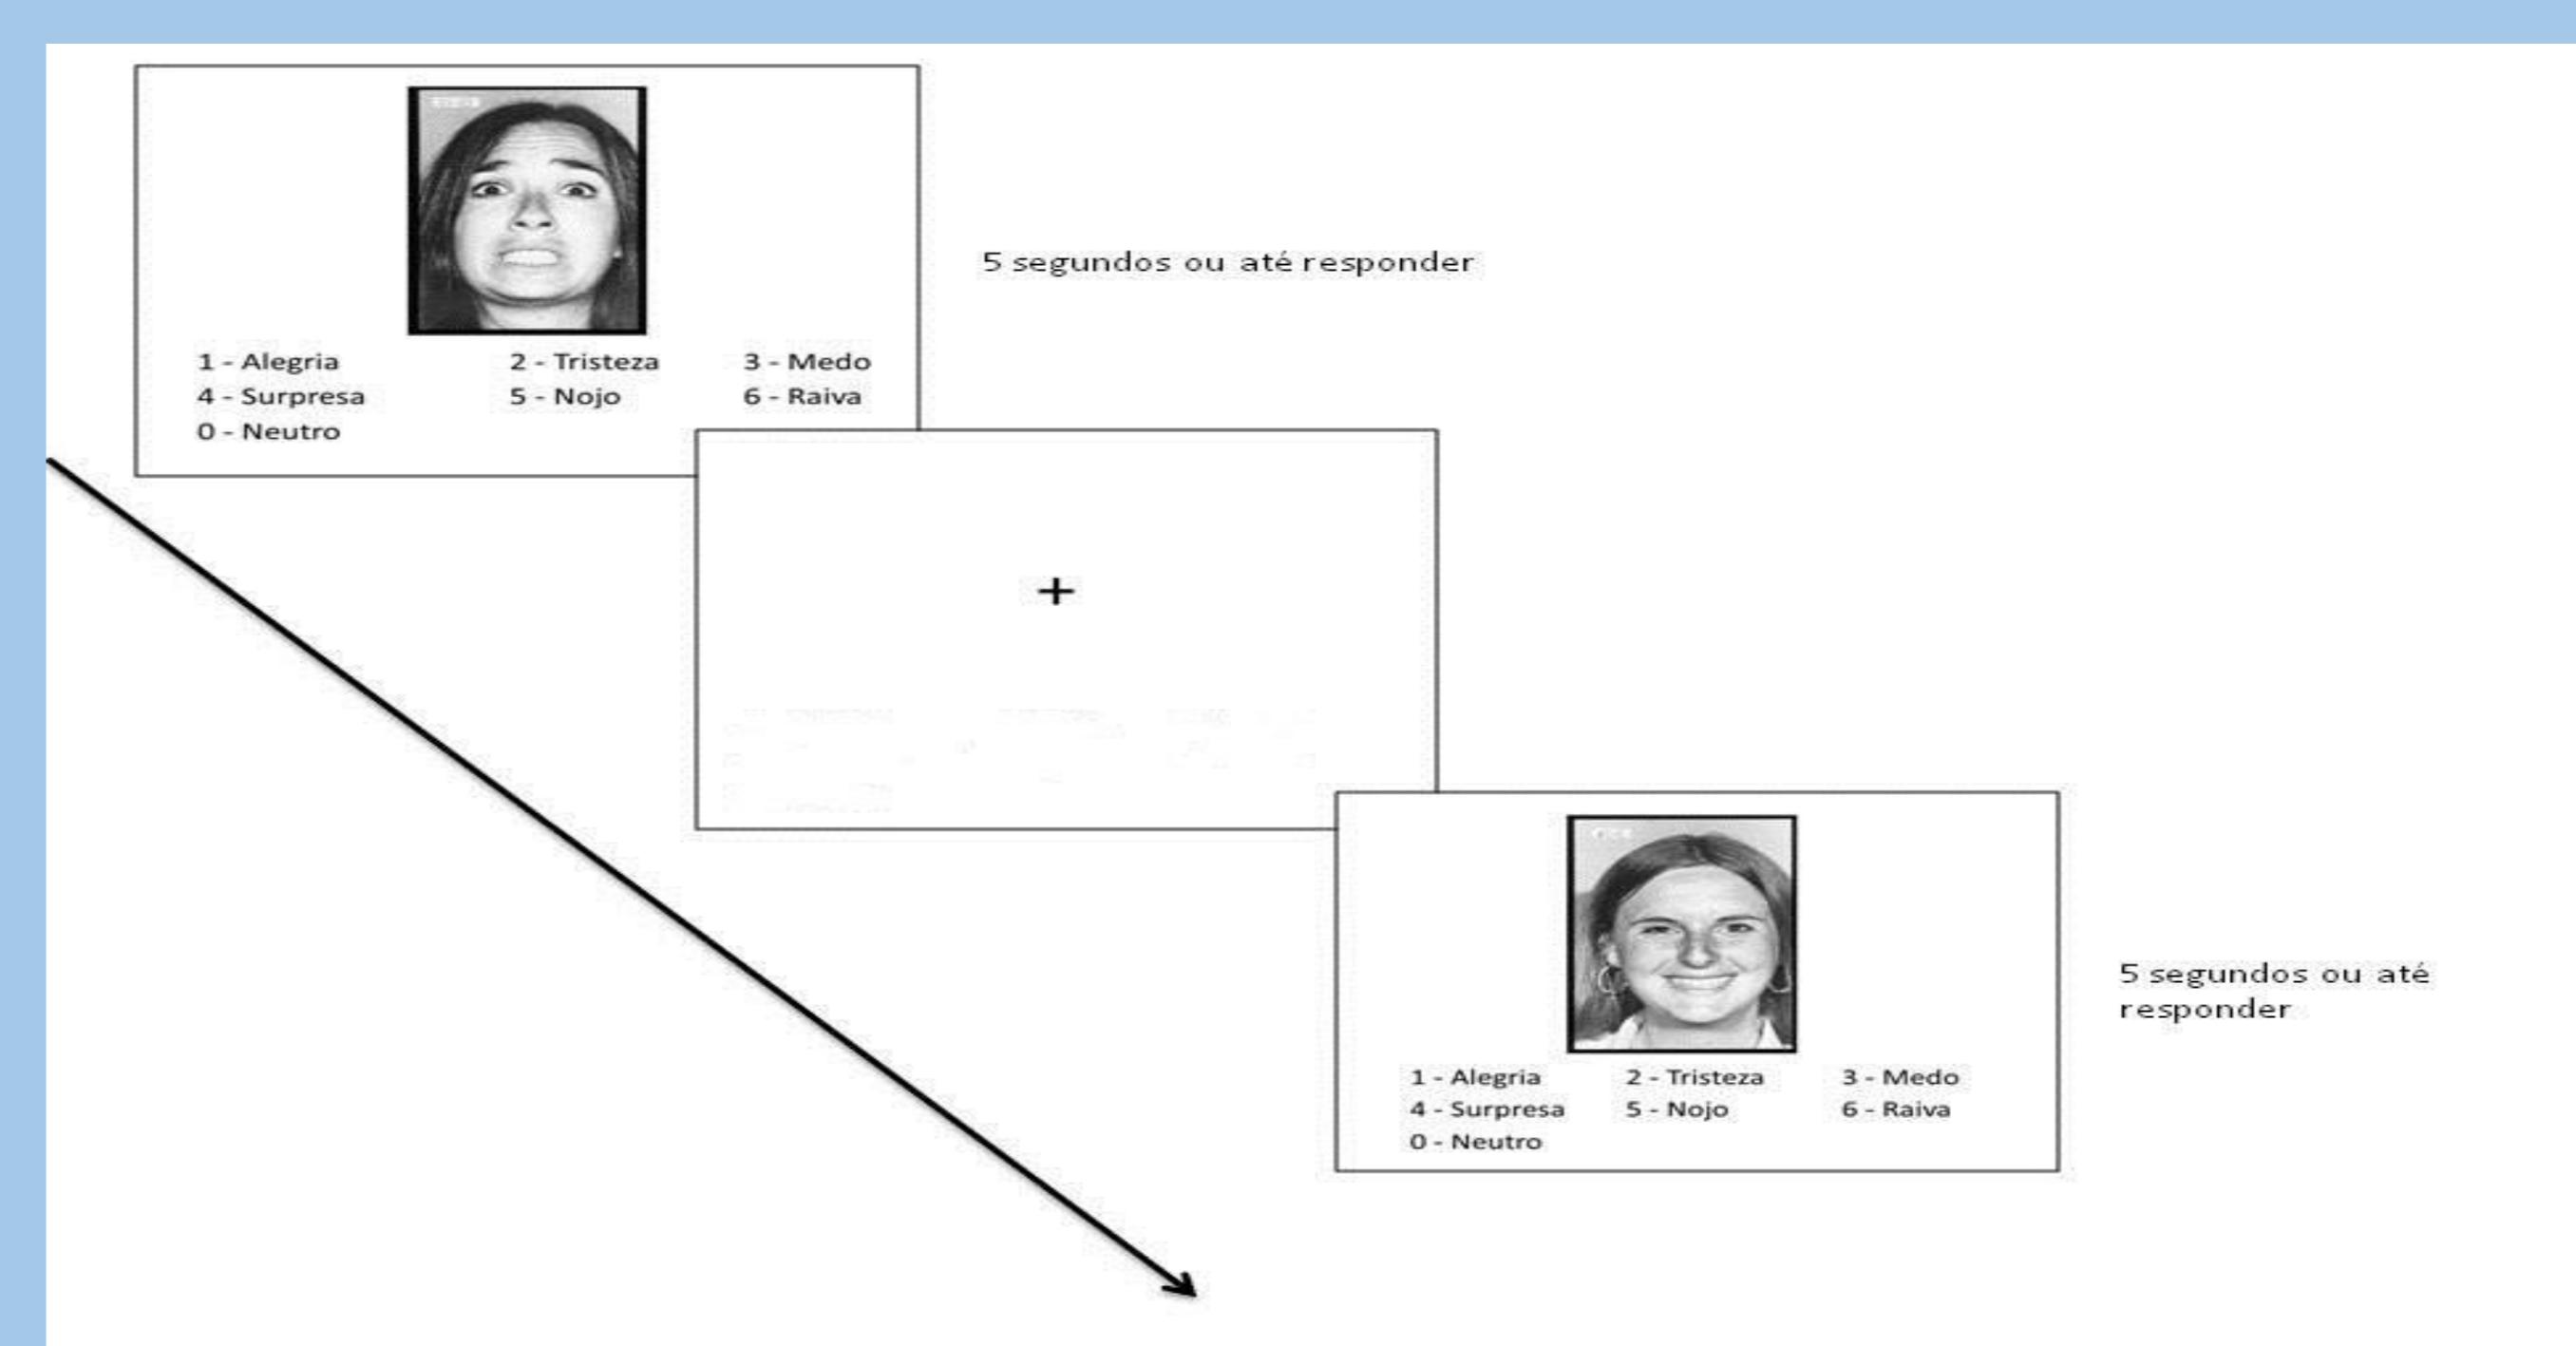 5 segundos ou até responder
1 - Alegria 2 - Tristeza 3 - Medo
4 - Surpresa 5 - Nojo 6 - Raiva
0 - Neutro
+
5 segundos ou até
responder
1 - Alegria 2 - Tristeza 3 - Medo
4 - Surpresa 5 - Nojo 6 - Raiva
0 - Neutro